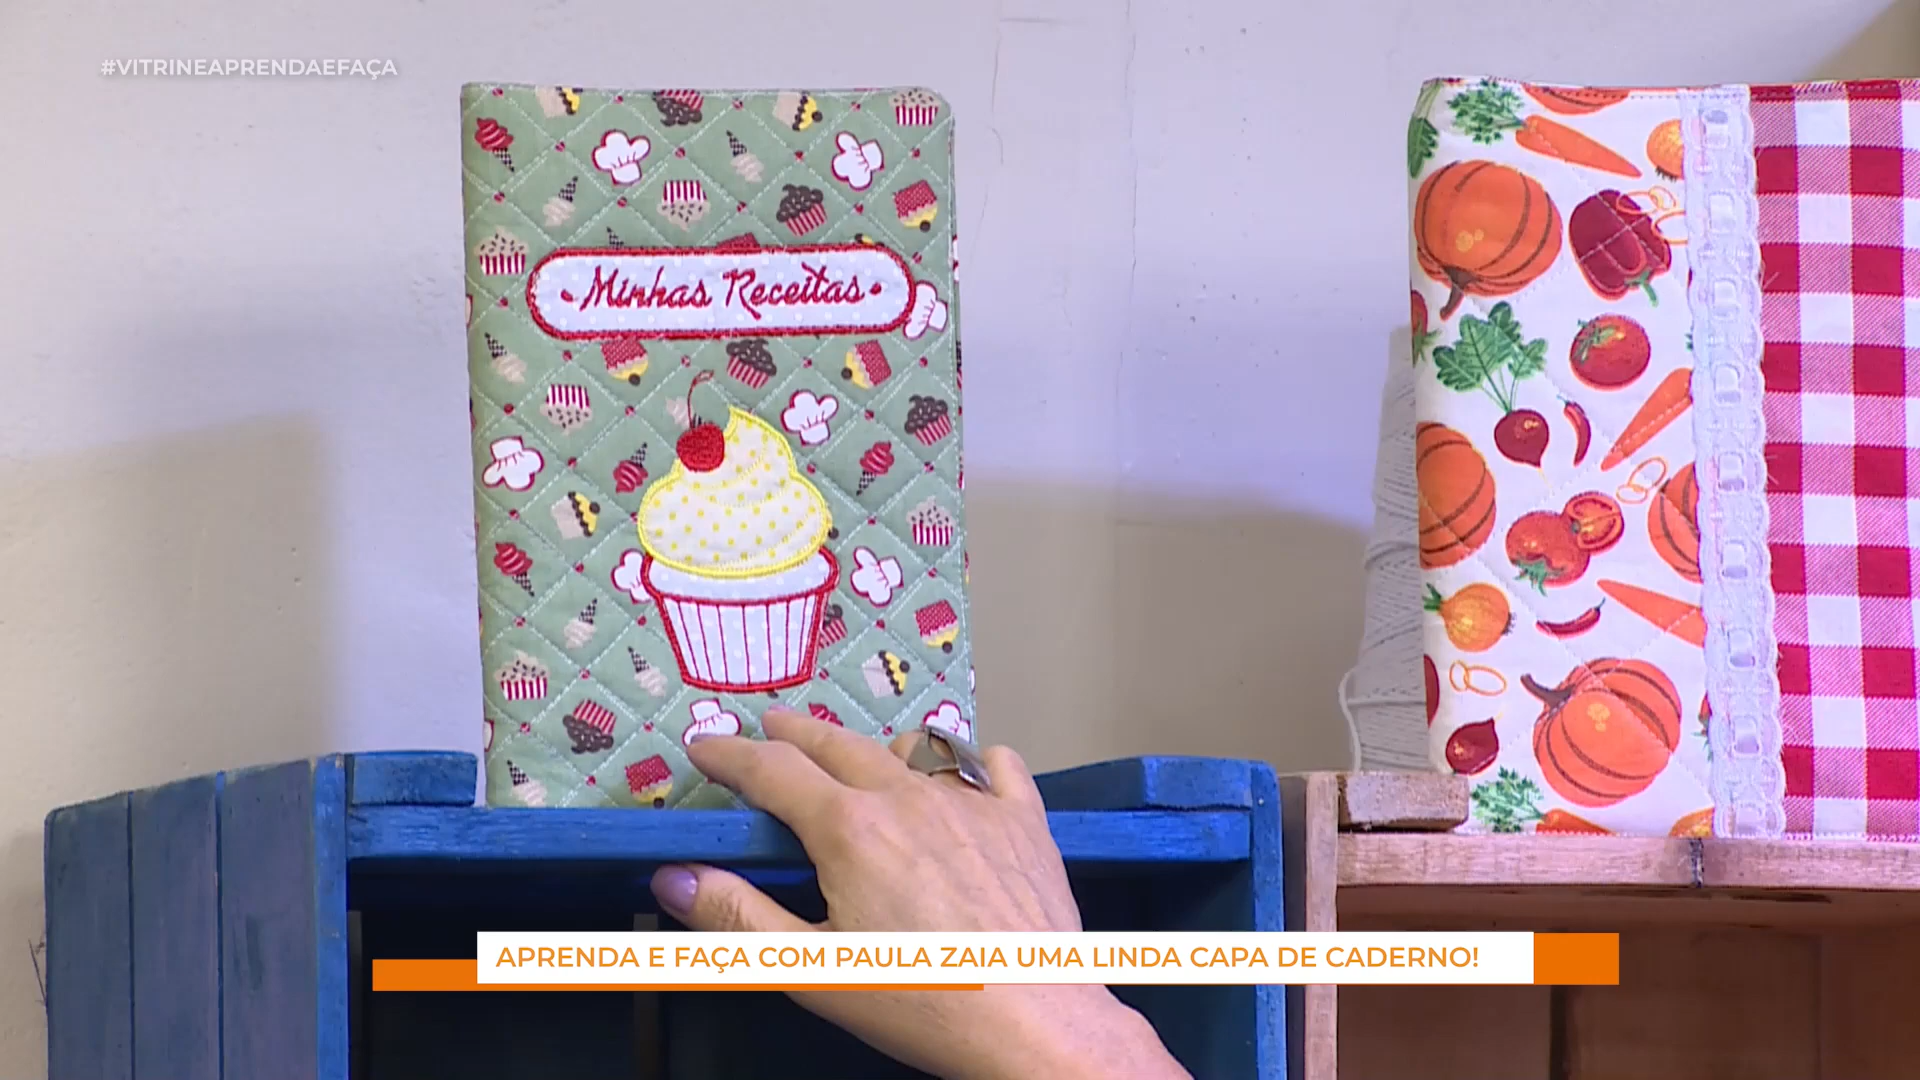 #VITRINEAPRENDAEFAÇA
Minhas Receitas
APRENDA E FAÇA COM PAULA ZAIA UMA LINDA CAPA DE CADERNO!